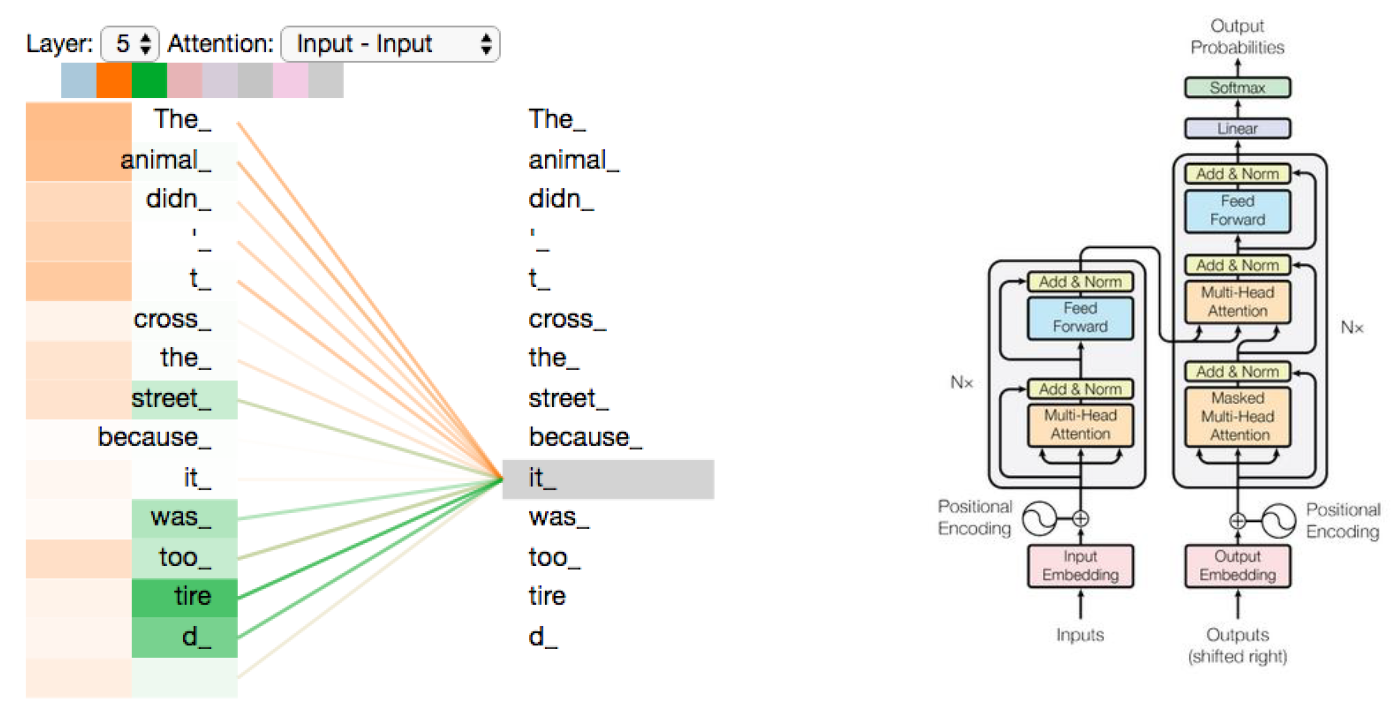 Layer: 5 Attention: Input - Input
The_ The_
animal_ animal_
didn_ didn_
'_ '_
t_ t_
cross_ cross_
the_ the_
street_ street_
because_ because_
it_ it_
was_ was_
too_ too_
tire tire
d_ d_
Output
Probabilities
Softmax
Linear
Add & Norm
Feed
Forward
Add & Norm
Multi-Head
Attention
Nx
Add & Norm
Masked
Multi-Head
Attention
Add & Norm
Feed
Forward
Nx
Add & Norm
Multi-Head
Attention
Positional
Encoding
Positional
Encoding
Input
Embedding
Output
Embedding
Inputs
Outputs
(shifted right)